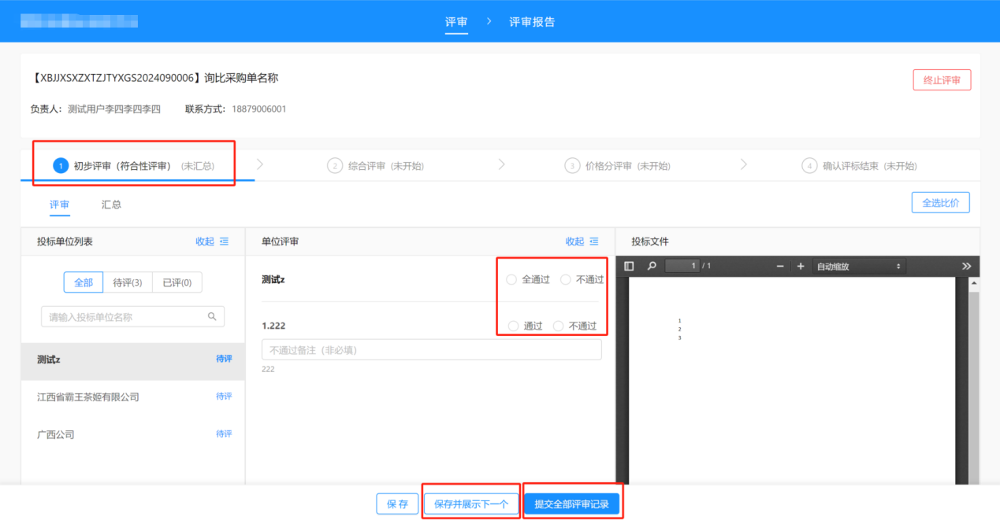 评审 > 评审报告
【XBJJXSXZXTZJTYXGS2024090006】询比采购单名称
终止评审
负责人：测试用户李四李四李四 联系方式：18879006001
1 初步评审（符合性评审）（未汇总） > 2 综合评审（未开始） > 3 价格分评审（未开始） > 4 确认评标结束（未开始）
评审 汇总 全选比价
投标单位列表 收起
全部 待评(3) 已评(0)
请输入投标单位名称
测试z 待评
江西省霸王茶姬有限公司 待评
广西公司 待评
单位评审 收起
测试z 全通过 不通过
1.222 通过 不通过
不通过备注（非必填）
222
投标文件
1 / 1 自动缩放
1
2
3
保 存 保存并展示下一个 提交全部评审记录